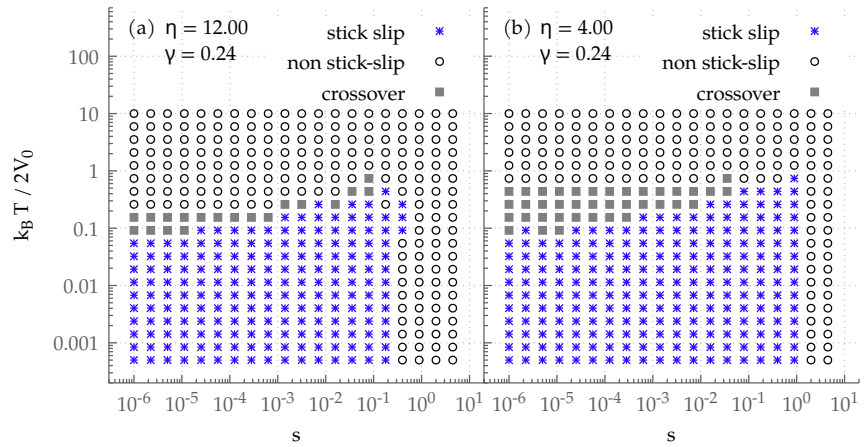 (a) η = 12.00
γ = 0.24
stick slip
non stick-slip
crossover
(b) η = 4.00
γ = 0.24
stick slip
non stick-slip
crossover
k_B T / 2V_0
100
10
1
0.1
0.01
0.001
10^-6 10^-5 10^-4 10^-3 10^-2 10^-1 10^0 10^1
10^-6 10^-5 10^-4 10^-3 10^-2 10^-1 10^0 10^1
s
s